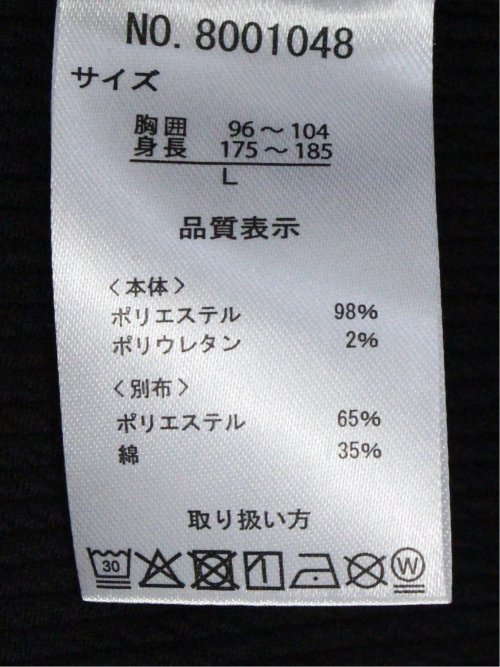 NO. 8001048
サイズ
胸囲 96～104
身長 175～185
L
品質表示
〈本体〉
ポリエステル 98%
ポリウレタン 2%
〈別布〉
ポリエステル 65%
綿 35%
取り扱い方
30 W